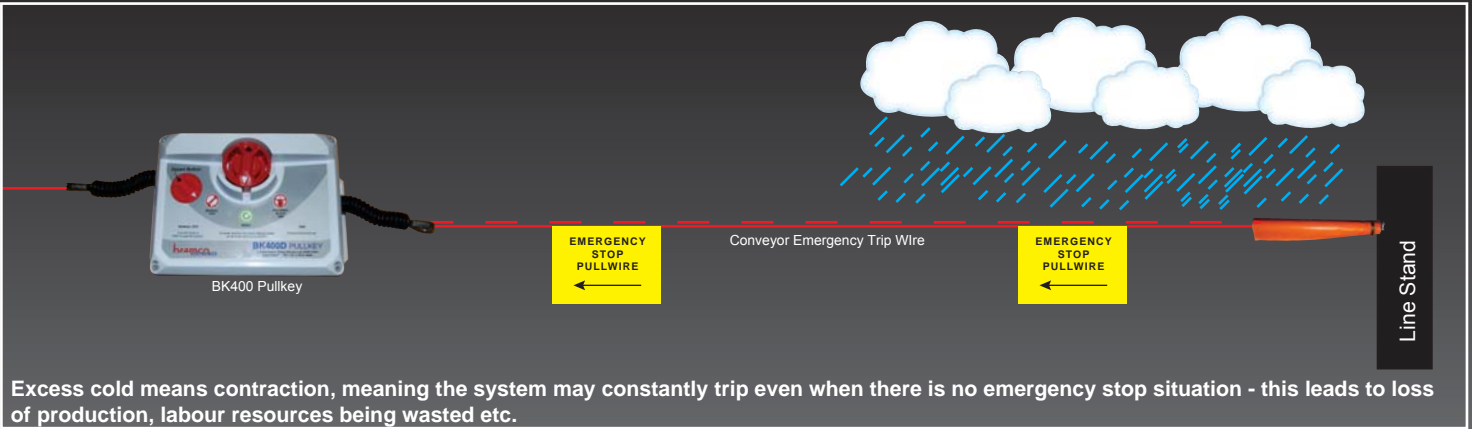 EMERGENCY
STOP
PULLWIRE
Conveyor Emergency Trip WIre
EMERGENCY
STOP
PULLWIRE
Line Stand
BK400D PULLKEY
BK400 Pullkey
Excess cold means contraction, meaning the system may constantly trip even when there is no emergency stop situation - this leads to loss
of production, labour resources being wasted etc.